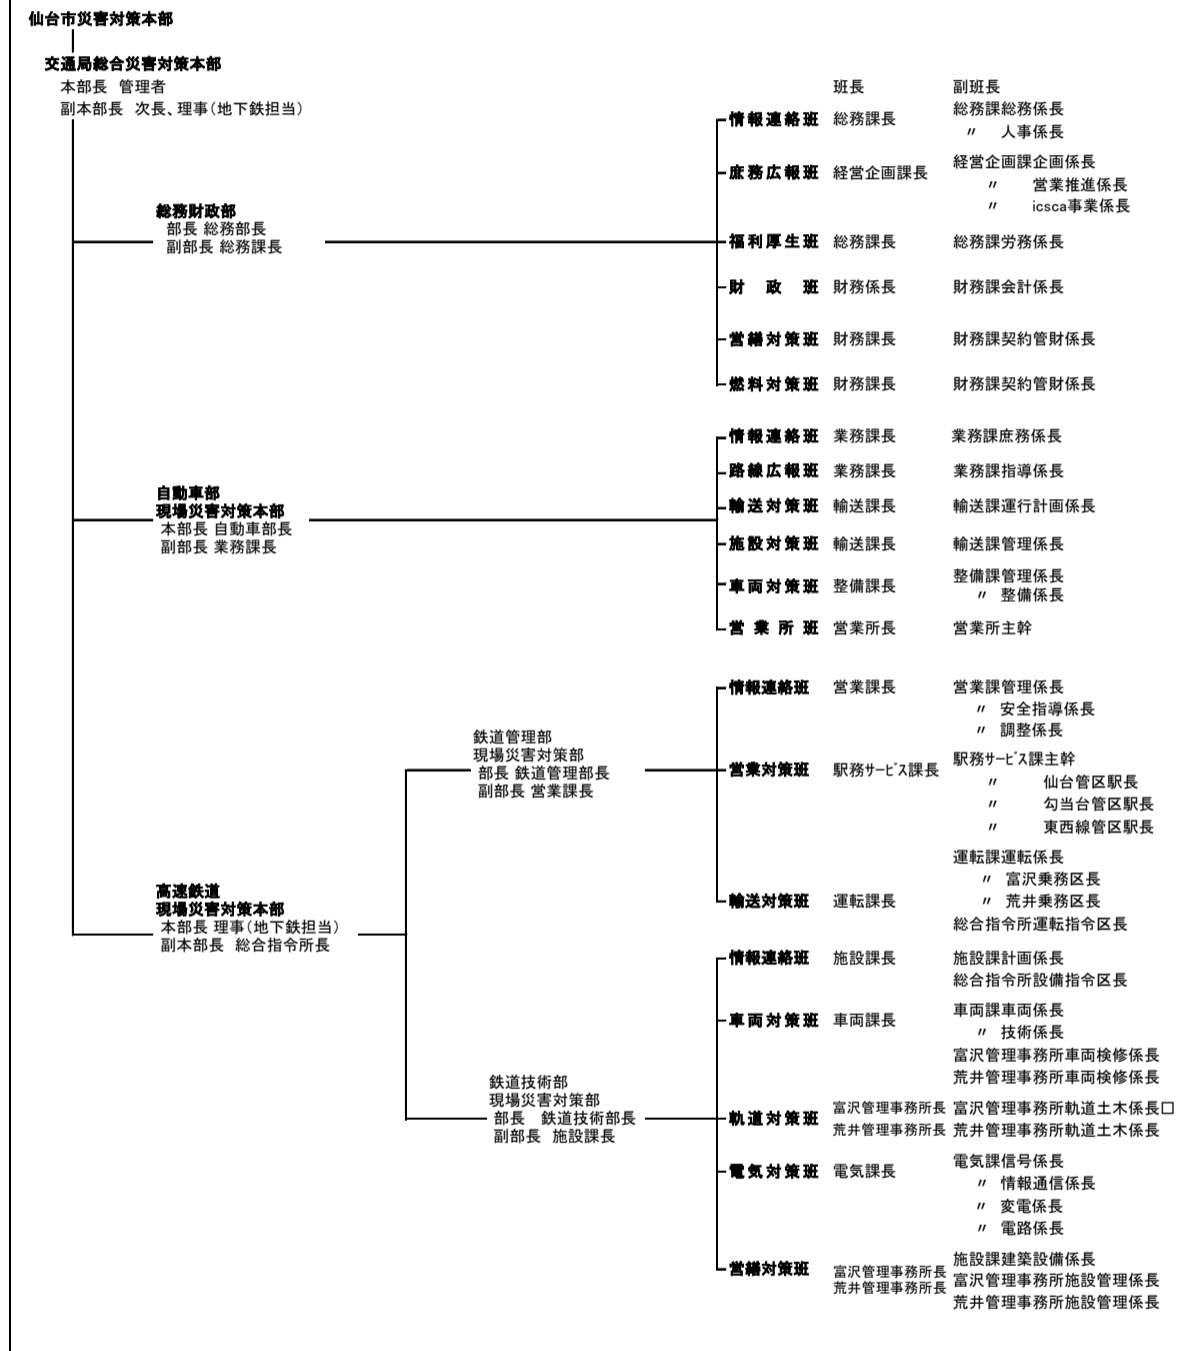 仙台市災害対策本部
交通局総合災害対策本部
本部長 管理者
副本部長 次長、理事(地下鉄担当)
班長 副班長
情報連絡班 総務課長 総務課総務係長
〃 人事係長
庶務広報班 経営企画課長 経営企画課企画係長
〃 営業推進係長
〃 icsca事業係長
総務財政部
部長 総務部長
副部長 総務課長
福利厚生班 総務課長 総務課労務係長
財政班 財務係長 財務課会計係長
営繕対策班 財務課長 財務課契約管財係長
燃料対策班 財務課長 財務課契約管財係長
自動車部
現場災害対策本部
本部長 自動車部長
副部長 業務課長
情報連絡班 業務課長 業務課庶務係長
路線広報班 業務課長 業務課指導係長
輸送対策班 輸送課長 輸送課運行計画係長
施設対策班 輸送課長 輸送課管理係長
車両対策班 整備課長 整備課管理係長
〃 整備係長
営業所班 営業所長 営業所主幹
高速鉄道
現場災害対策本部
本部長 理事(地下鉄担当)
副本部長 総合指令所長
鉄道管理部
現場災害対策部
部長 鉄道管理部長
副部長 営業課長
情報連絡班 営業課長 営業課管理係長
〃 安全指導係長
〃 調整係長
営業対策班 駅務サービス課長 駅務サービス課主幹
〃 仙台管区駅長
〃 勾当台管区駅長
〃 東西線管区駅長
輸送対策班 運転課長 運転課運転係長
〃 富沢乗務区長
〃 荒井乗務区長
総合指令所運転指令区長
鉄道技術部
現場災害対策部
部長 鉄道技術部長
副部長 施設課長
情報連絡班 施設課長 施設課計画係長
総合指令所設備指令区長
車両対策班 車両課長 車両課車両係長
〃 技術係長
富沢管理事務所車両検修係長
荒井管理事務所車両検修係長
軌道対策班 富沢管理事務所長 富沢管理事務所軌道土木係長□
荒井管理事務所長 荒井管理事務所軌道土木係長
電気対策班 電気課長 電気課信号係長
〃 情報通信係長
〃 変電係長
〃 電路係長
営繕対策班 富沢管理事務所長 施設課建築設備係長
荒井管理事務所長 富沢管理事務所施設管理係長
荒井管理事務所施設管理係長